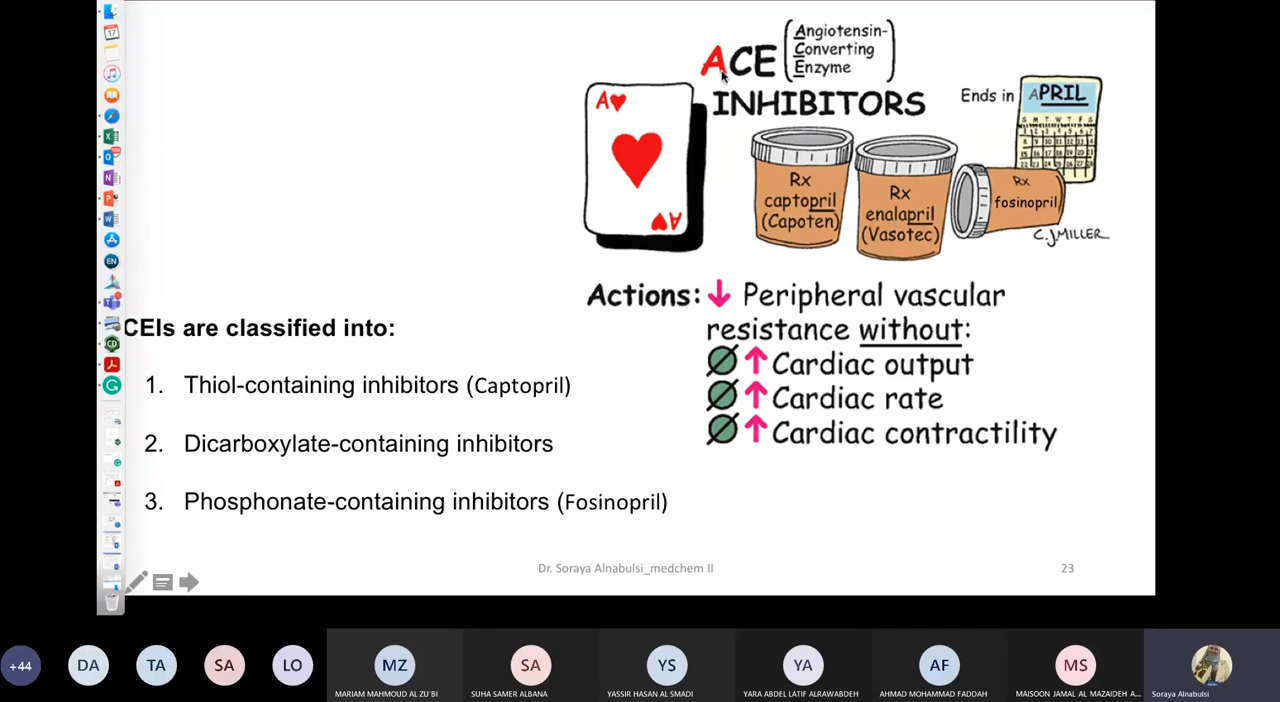 ACE
Angiotensin-
Converting
Enzyme
INHIBITORS
Ends in APRIL
S M T W T F S
A
A
Rx
captopril
(Capoten)
Rx
enalapril
(Vasotec)
Rx
fosinopril
C.J.MILLER
Actions: ↓ Peripheral vascular
resistance without:
↑ Cardiac output
↑ Cardiac rate
↑ Cardiac contractility
CEIs are classified into:
1. Thiol-containing inhibitors (Captopril)
2. Dicarboxylate-containing inhibitors
3. Phosphonate-containing inhibitors (Fosinopril)
Dr. Soraya Alnabulsi_medchem II
23
17
EN
CD
+44
DA
TA
SA
LO
MZ
MARIAM MAHMOUD AL ZU'BI
SA
SUHA SAMER ALBANA
YS
YASSIR HASAN AL SMADI
YA
YARA ABDEL LATIF ALRAWABDEH
AF
AHMAD MOHAMMAD FADDAH
MS
MAISOON JAMAL AL MAZAIDEH A...
Soraya Alnabulsi